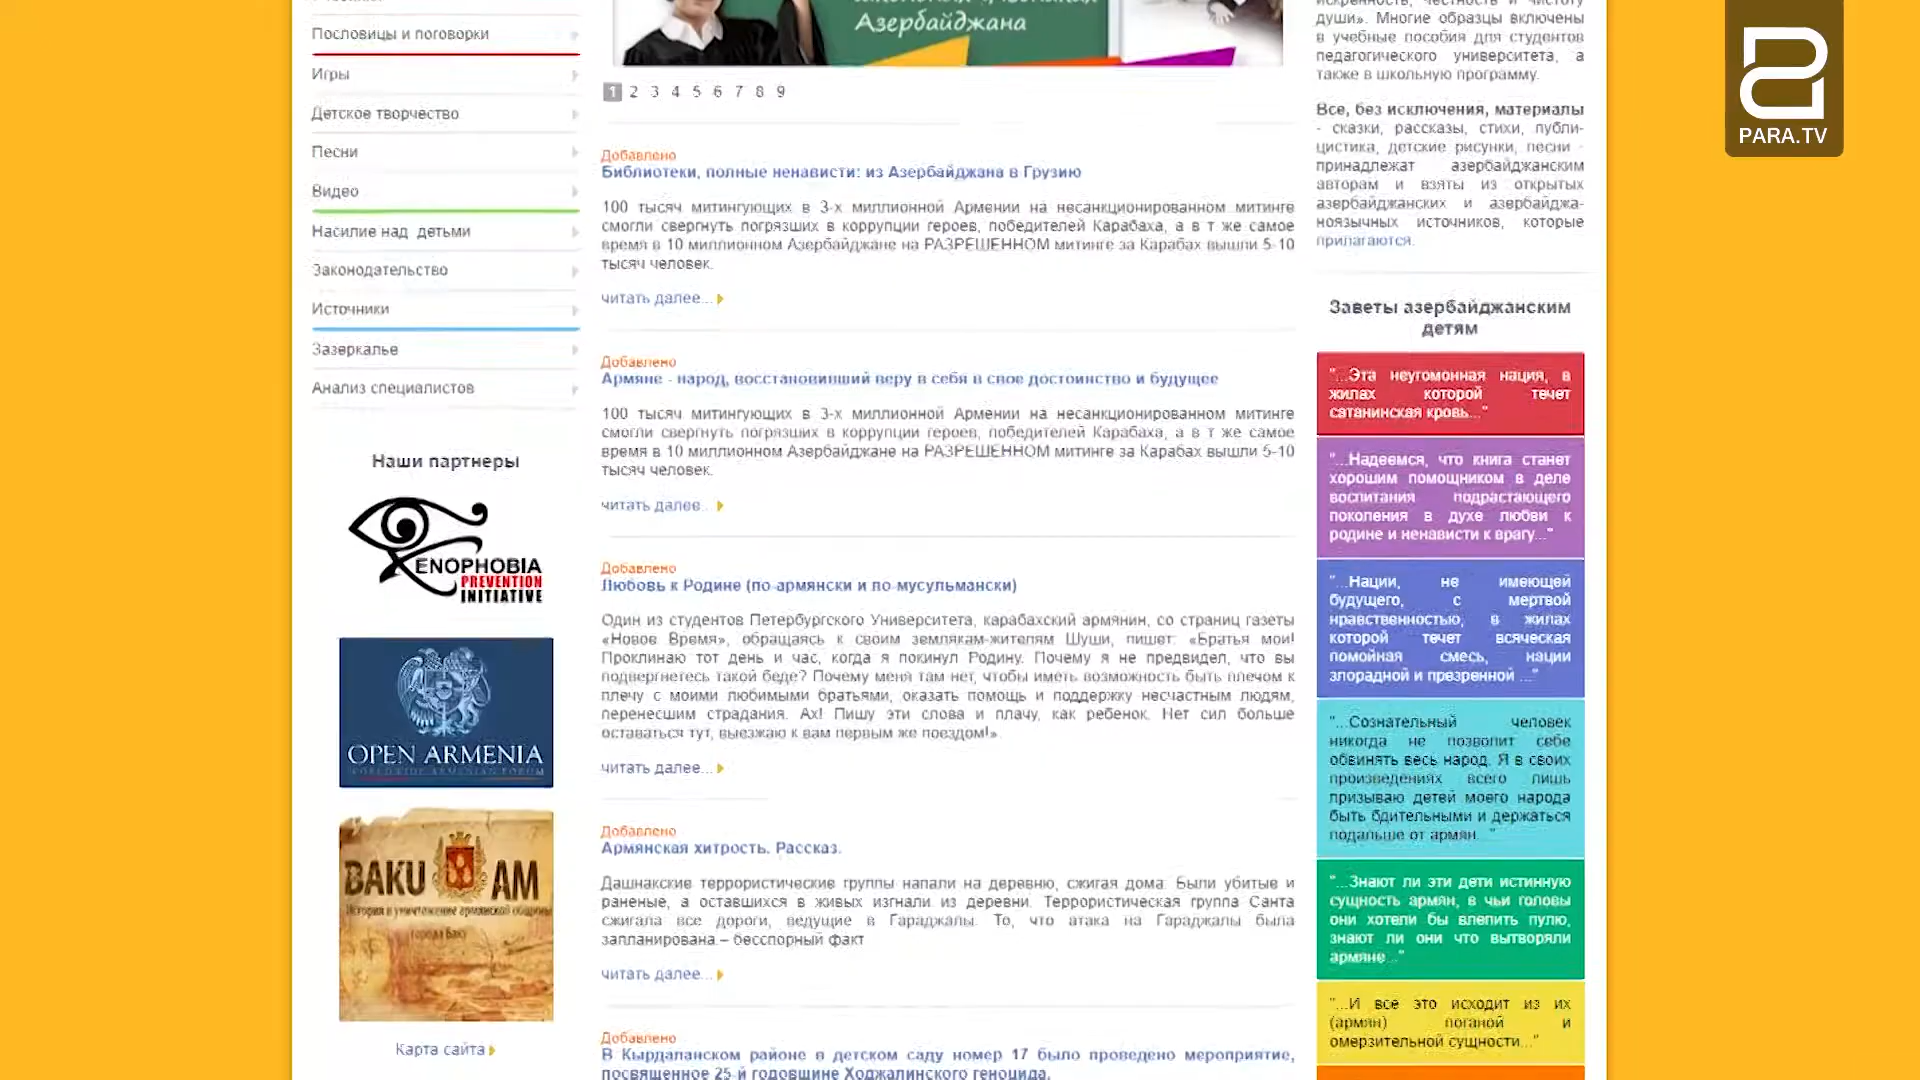 Пословицы и поговорки
Игры
Детское творчество
Песни
Видео
Насилие над детьми
Законодательство
Источники
Зазеркалье
Анализ специалистов
Наши партнеры
ENOPHOBIA
PREVENTION
INITIATIVE
OPEN ARMENIA
WORLDWIDE ARMENIAN FORUM
BAKU AM
История и уничтожение армянской общины
города Баку
Карта сайта
Азербайджана
1 2 3 4 5 6 7 8 9
Добавлено
Библиотеки, полные ненависти: из Азербайджана в Грузию
100 тысяч митингующих в 3-х миллионной Армении на несанкционированном митинге
смогли свергнуть погрязших в коррупции героев, победителей Карабаха, а в т же самое
время в 10 миллионном Азербайджане на РАЗРЕШЕННОМ митинге за Карабах вышли 5-10
тысяч человек.
читать далее...
Добавлено
Армяне - народ, восстановивший веру в себя в свое достоинство и будущее
100 тысяч митингующих в 3-х миллионной Армении на несанкционированном митинге
смогли свергнуть погрязших в коррупции героев, победителей Карабаха, а в т же самое
время в 10 миллионном Азербайджане на РАЗРЕШЕННОМ митинге за Карабах вышли 5-10
тысяч человек.
читать далее...
Добавлено
Любовь к Родине (по-армянски и по-мусульмански)
Один из студентов Петербургского Университета, карабахский армянин, со страниц газеты
«Новое Время», обращаясь к своим землякам-жителям Шуши, пишет: «Братья мои!
Проклинаю тот день и час, когда я покинул Родину. Почему я не предвидел, что вы
подвергнетесь такой беде? Почему меня там нет, чтобы иметь возможность быть плечом к
плечу с моими любимыми братьями, оказать помощь и поддержку несчастным людям,
перенесшим страдания. Ах! Пишу эти слова и плачу, как ребенок. Нет сил больше
оставаться тут, выезжаю к вам первым же поездом!».
читать далее...
Добавлено
Армянская хитрость. Рассказ.
Дашнакские террористические группы напали на деревню, сжигая дома. Были убитые и
раненые, а оставшихся в живых изгнали из деревни. Террористическая группа Санта
сжигала все дороги, ведущие в Гараджалы. То, что атака на Гараджалы была
запланирована – бесспорный факт
читать далее...
Добавлено
В Кырдаланском районе в детском саду номер 17 было проведено мероприятие,
посвященное 25-й годовщине Ходжалинского геноцида.
искренность, честность и чистоту
души». Многие образцы включены
в учебные пособия для студентов
педагогического университета, а
также в школьную программу.
Все, без исключения, материалы
- сказки, рассказы, стихи, публи-
цистика, детские рисунки, песни -
принадлежат азербайджанским
авторам и взяты из открытых
азербайджанских и азербайджа-
ноязычных источников, которые
прилагаются.
Заветы азербайджанским
детям
"...Эта неугомонная нация, в
жилах которой течет
сатанинская кровь..."
"...Надеемся, что книга станет
хорошим помощником в деле
воспитания подрастающего
поколения в духе любви к
родине и ненависти к врагу..."
"...Нации, не имеющей
будущего, с мертвой
нравственностью, в жилах
которой течет всяческая
помойная смесь, нации
злорадной и презренной ..."
"...Сознательный человек
никогда не позволит себе
обвинять весь народ. Я в своих
произведениях всего лишь
призываю детей моего народа
быть бдительными и держаться
подальше от армян..."
"...Знают ли эти дети истинную
сущность армян, в чьи головы
они хотели бы влепить пулю,
знают ли они что вытворяли
армяне..."
"...И все это исходит из их
(армян) поганой и
омерзительной сущности..."
PARA.TV